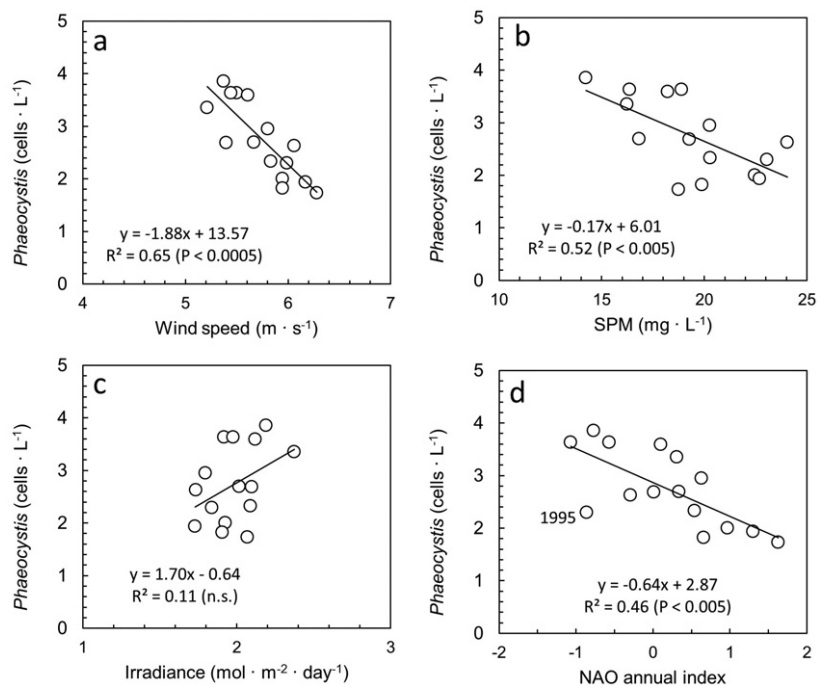 a
Phaeocystis (cells · L⁻¹)
5
4
3
2
1
0
y = -1.88x + 13.57
R² = 0.65 (P < 0.0005)
4 5 6 7
Wind speed (m · s⁻¹)
b
Phaeocystis (cells · L⁻¹)
5
4
3
2
1
0
y = -0.17x + 6.01
R² = 0.52 (P < 0.005)
10 15 20 25
SPM (mg · L⁻¹)
c
Phaeocystis (cells · L⁻¹)
5
4
3
2
1
0
y = 1.70x - 0.64
R² = 0.11 (n.s.)
1 2 3
Irradiance (mol · m⁻² · day⁻¹)
d
Phaeocystis (cells · L⁻¹)
5
4
3
2
1
0
1995
y = -0.64x + 2.87
R² = 0.46 (P < 0.005)
-2 -1 0 1 2
NAO annual index